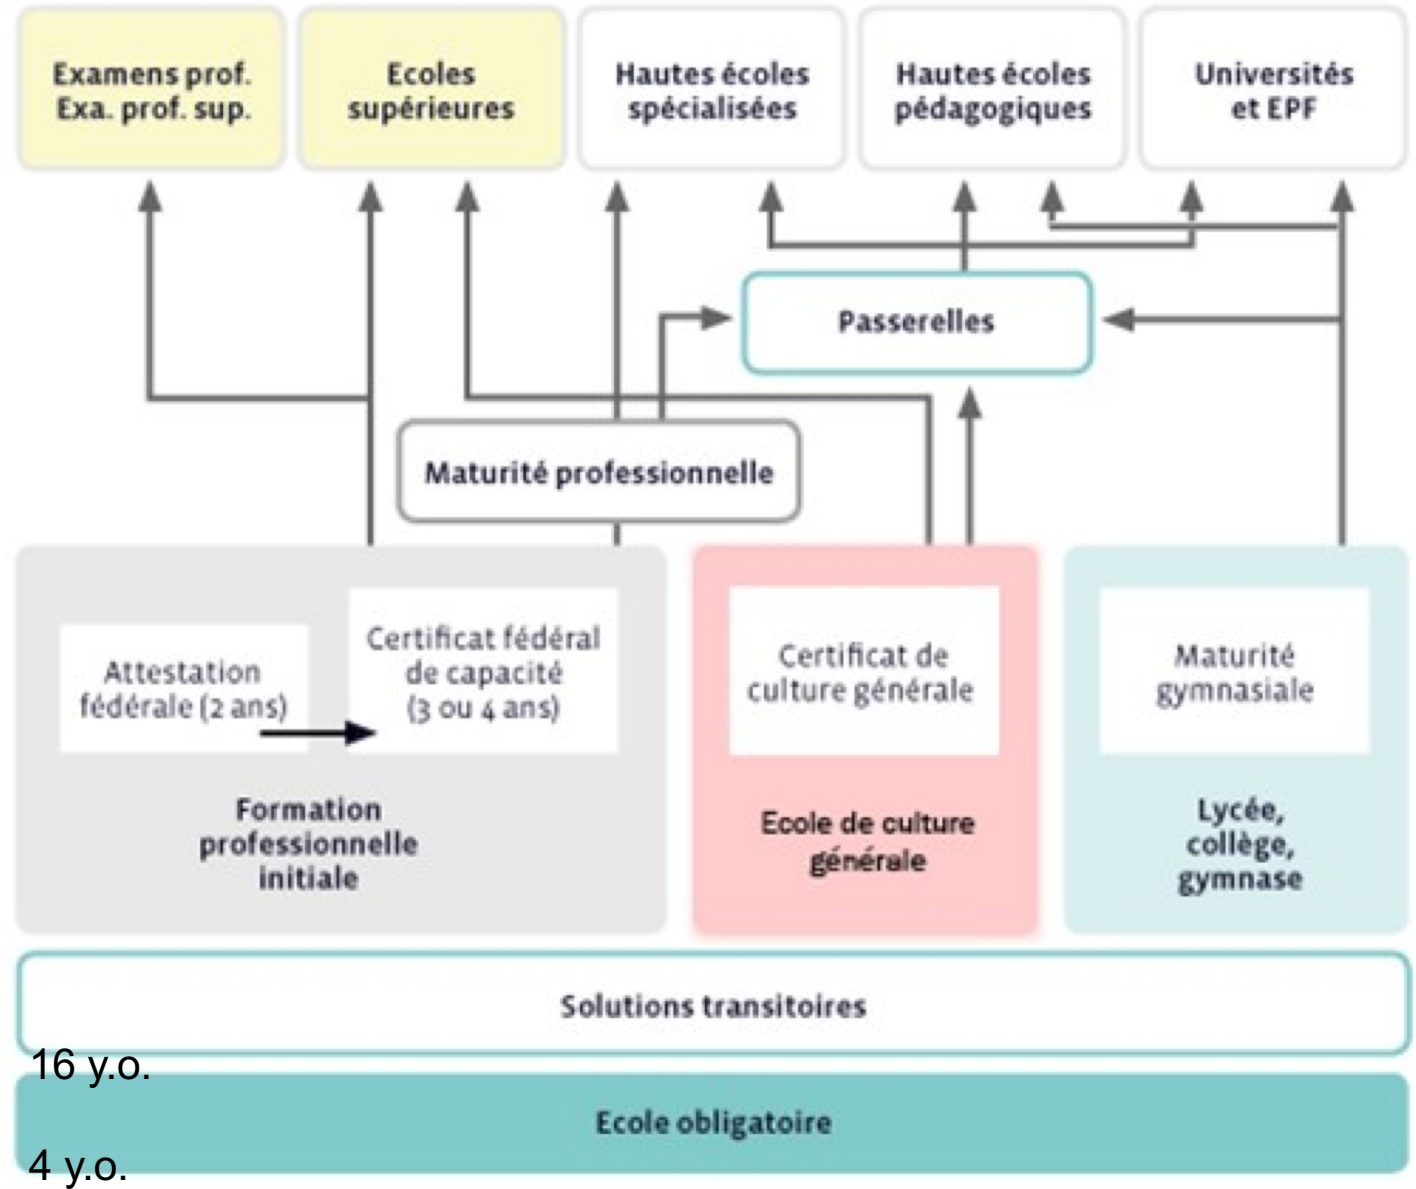 Examens prof.
Exa. prof. sup.
Ecoles
supérieures
Hautes écoles
spécialisées
Hautes écoles
pédagogiques
Universités
et EPF
Passerelles
Maturité professionnelle
Attestation
fédérale (2 ans)
Certificat fédéral
de capacité
(3 ou 4 ans)
Formation
professionnelle
initiale
Certificat de
culture générale
Ecole de culture
générale
Maturité
gymnasiale
Lycée,
collège,
gymnase
Solutions transitoires
16 y.o.
Ecole obligatoire
4 y.o.